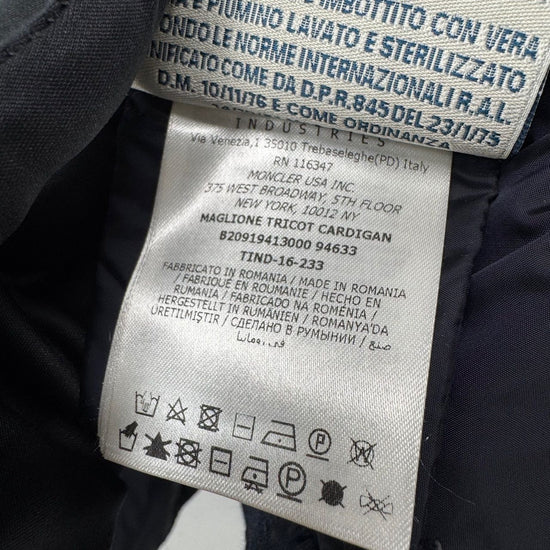 IMBOTTITO CON VERA
E PIUMINO LAVATO E STERILIZZATO
ONDO LE NORME INTERNAZIONALI R.A.L.
NIFICATO COME DA D.P.R. 845 DEL 23/1/75
D.M. 10/11/76 E COME ORDINANZA
INDUSTRIES
Via Venezia,1 35010 Trebaseleghe(PD) Italy
RN 116347
MONCLER USA INC.
375 WEST BROADWAY, 5TH FLOOR
NEW YORK, 10012 NY
MAGLIONE TRICOT CARDIGAN
B20919413000 94633
TIND-16-233
FABBRICATO IN ROMANIA / MADE IN ROMANIA
/ FABRIQUÉ EN ROUMANIE / HECHO EN
RUMANIA / FABRICADO NA ROMÉNIA /
HERGESTELLT IN RUMÄNIEN / ROMANYA'DA
ÜRETILMIŞTIR / СДЕЛАНО В РУМЫНИИ / صنع في رومانيا
P
W
P